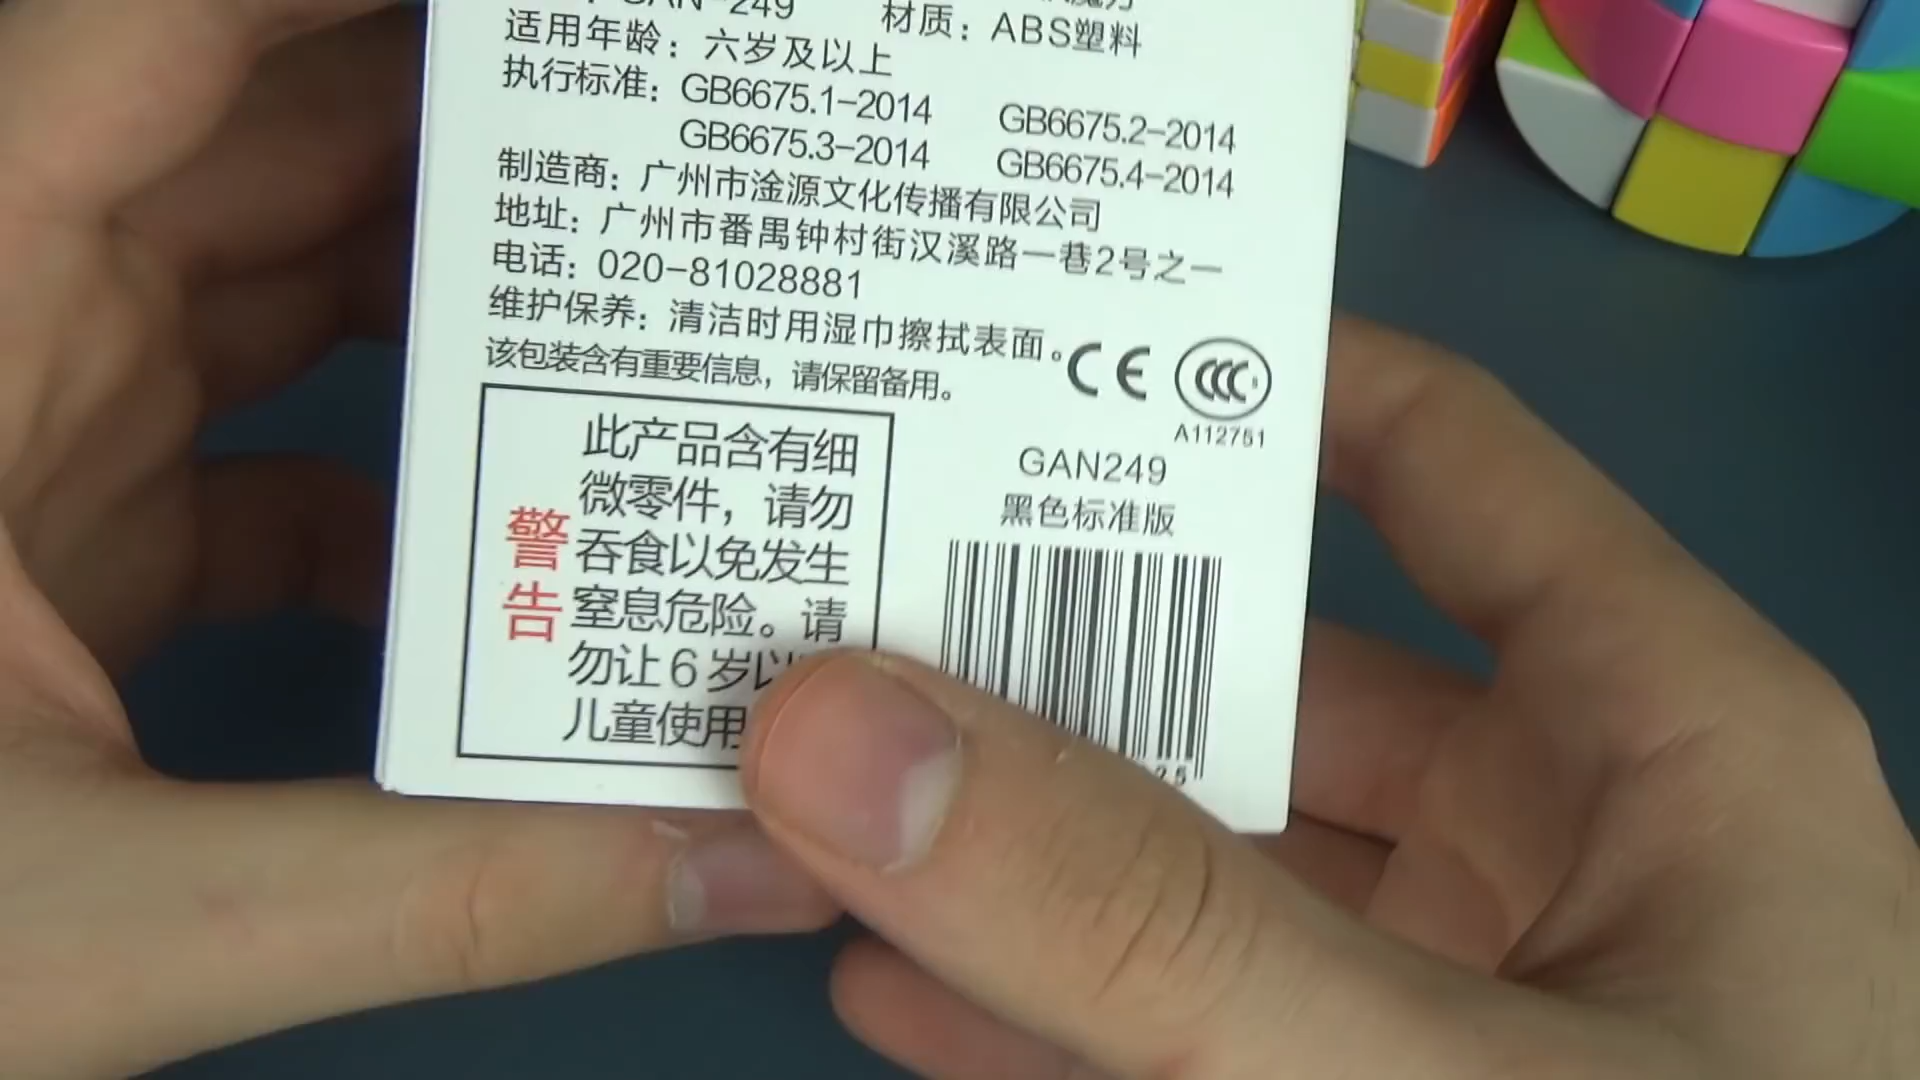 GAN-249
材质：ABS塑料
适用年龄：六岁及以上
执行标准：GB6675.1-2014 GB6675.2-2014
GB6675.3-2014 GB6675.4-2014
制造商：广州市淦源文化传播有限公司
地址：广州市番禺钟村街汉溪路一巷2号之一
电话：020-81028881
维护保养：清洁时用湿巾擦拭表面。
该包装含有重要信息，请保留备用。
CE
CCC
A112751
警告
此产品含有细
微零件，请勿
吞食以免发生
窒息危险。请
勿让6岁以
儿童使用
GAN249
黑色标准版
25